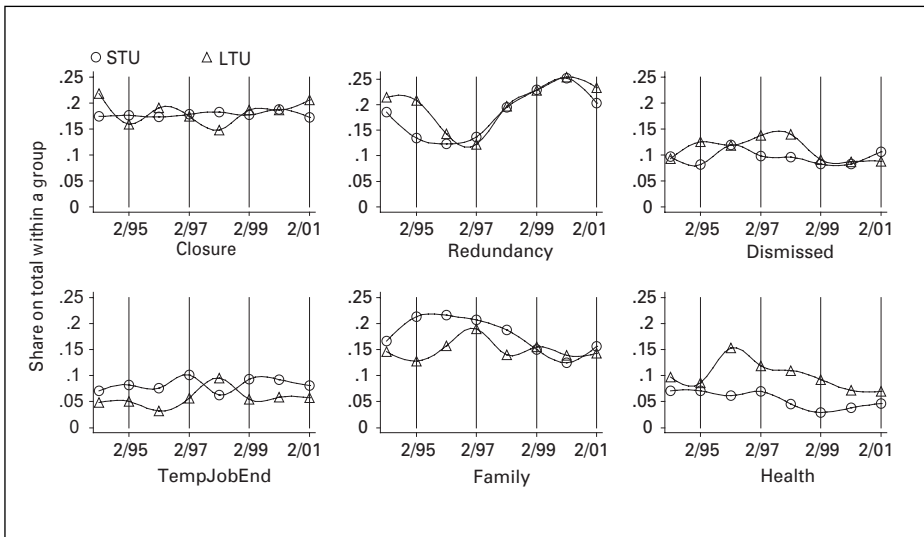 STU LTU
Share on total within a group
.25 .25 .25
.2 .2 .2
.15 .15 .15
.1 .1 .1
.05 .05 .05
0 0 0
2/95 2/97 2/99 2/01 2/95 2/97 2/99 2/01 2/95 2/97 2/99 2/01
Closure Redundancy Dismissed
.25 .25 .25
.2 .2 .2
.15 .15 .15
.1 .1 .1
.05 .05 .05
0 0 0
2/95 2/97 2/99 2/01 2/95 2/97 2/99 2/01 2/95 2/97 2/99 2/01
TempJobEnd Family Health